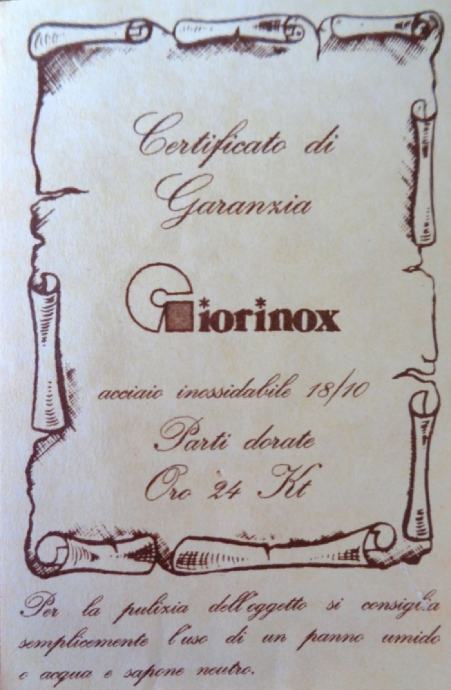 Certificato di
Garanzia
Giorinox
acciaio inossidabile 18/10
Parti dorate
Oro 24 Kt
Per la pulizia dell'oggetto si consiglia
semplicemente l'uso di un panno umido
o acqua e sapone neutro.